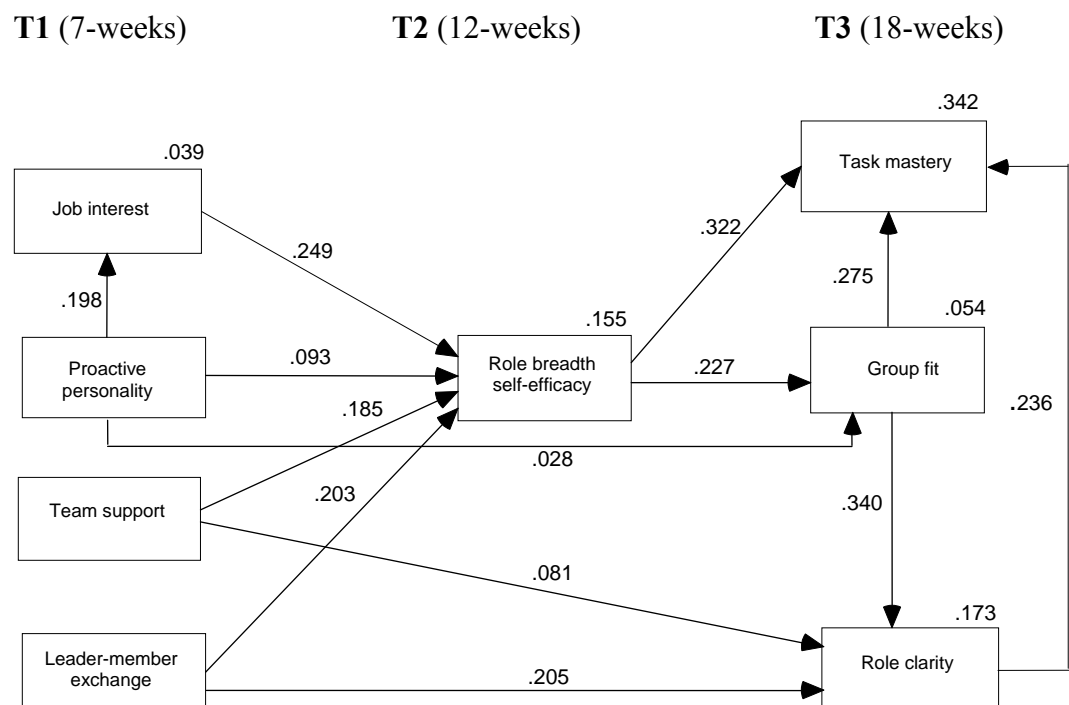 T1 (7-weeks) T2 (12-weeks) T3 (18-weeks)
.342
Task mastery
.039
Job interest
.322
.249
.275
.198
.054
.155
Proactive
personality
.093
Role breadth
self-efficacy
.227
Group fit
.185
.236
.028
.203
Team support
.340
.081
.173
Leader-member
exchange
.205
Role clarity